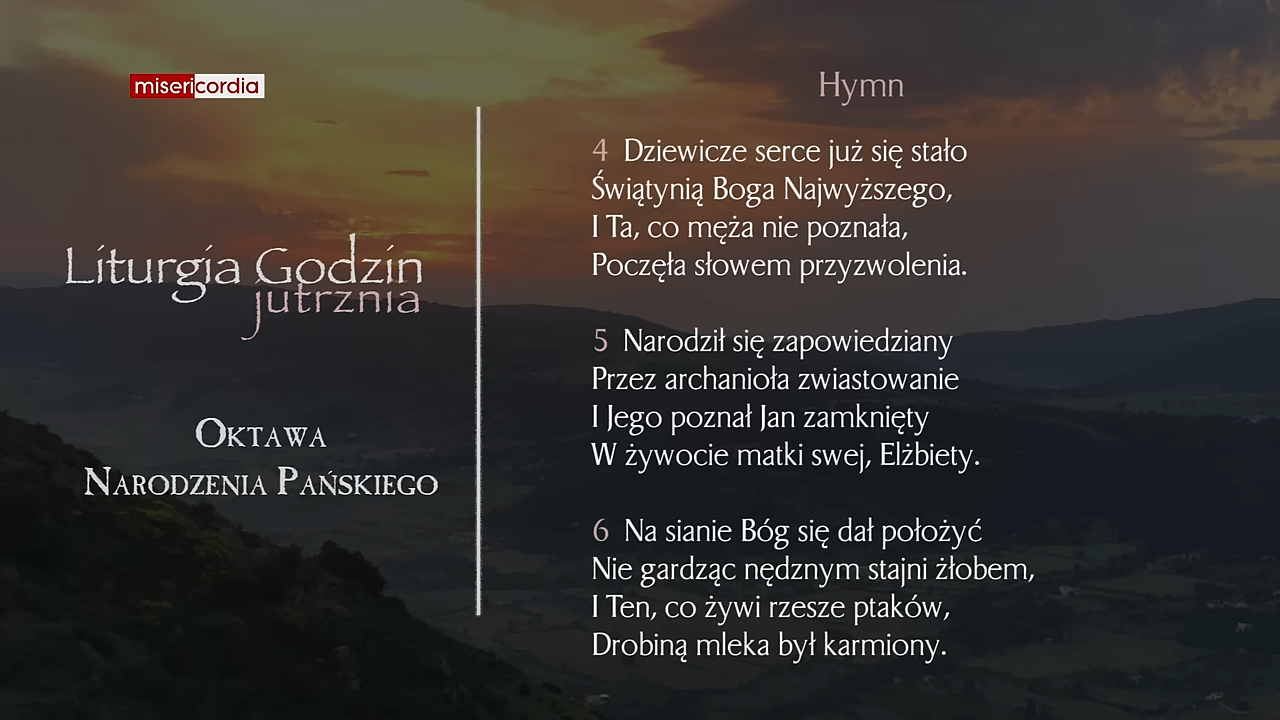 misericordia
Liturgia Godzin
jutrznia
Oktawa
Narodzenia Pańskiego
Hymn
4 Dziewicze serce już się stało
Świątynią Boga Najwyższego,
I Ta, co męża nie poznała,
Poczęła słowem przyzwolenia.
5 Narodził się zapowiedziany
Przez archanioła zwiastowanie
I Jego poznał Jan zamknięty
W żywocie matki swej, Elżbiety.
6 Na sianie Bóg się dał położyć
Nie gardząc nędznym stajni żłobem,
I Ten, co żywi rzesze ptaków,
Drobiną mleka był karmiony.